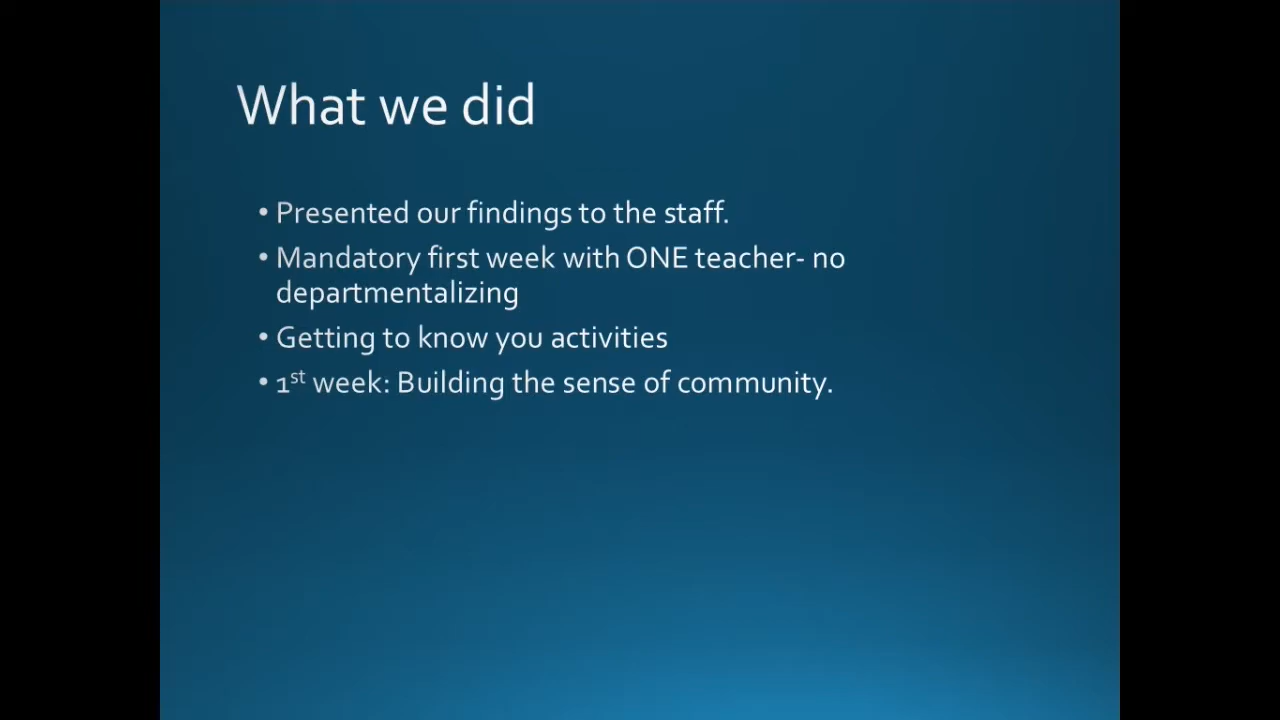 What we did
• Presented our findings to the staff.
• Mandatory first week with ONE teacher- no
departmentalizing
• Getting to know you activities
• 1st week: Building the sense of community.